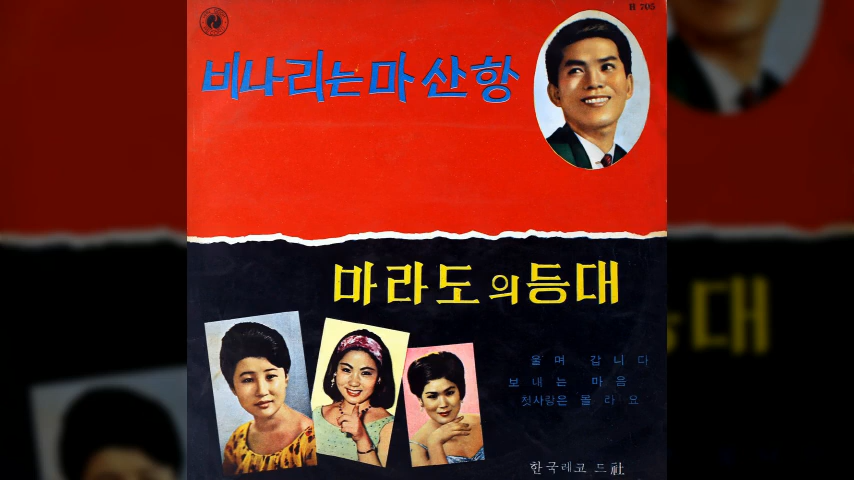 H 705
비나리는마산항
마라도의등대
울며 갑니다
보내는 마음
첫사랑은 몰라요
한국레코드社